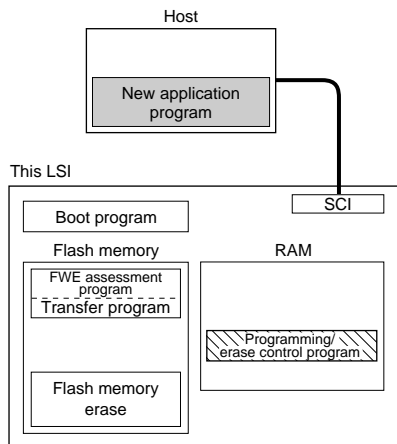 Host
New application
program
This LSI
SCI
Boot program
Flash memory
RAM
FWE assessment
program
Transfer program
Programming/
erase control program
Flash memory
erase